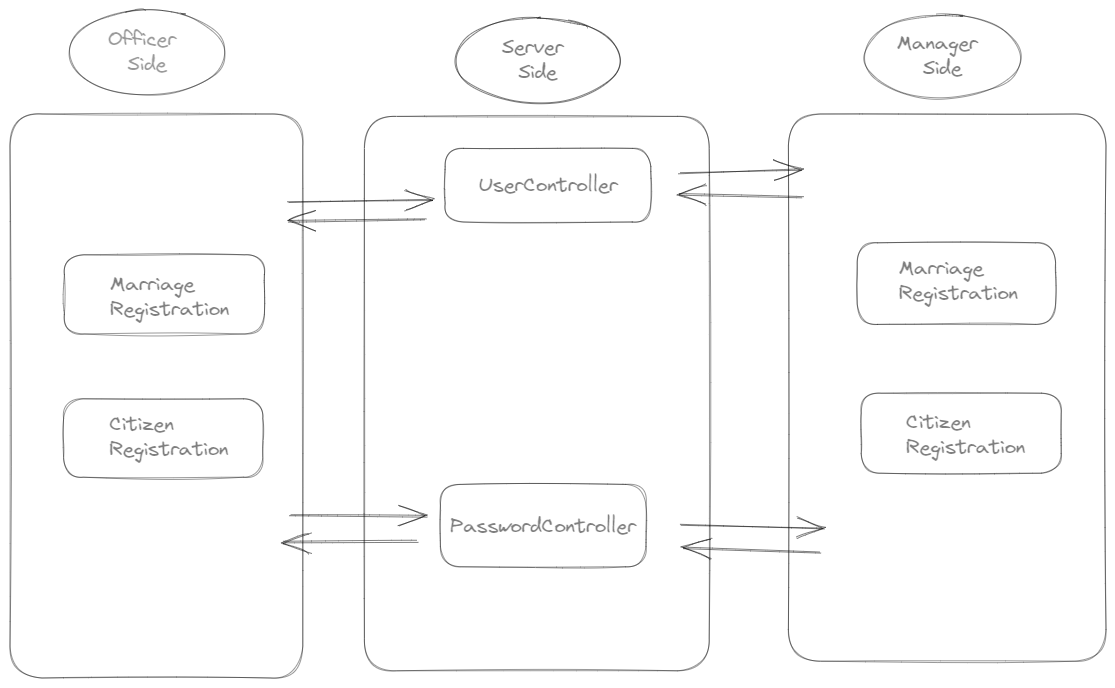 Officer
Side
Server
Side
Manager
Side
UserController
Marriage
Registration
Marriage
Registration
Citizen
Registration
Citizen
Registration
PasswordController